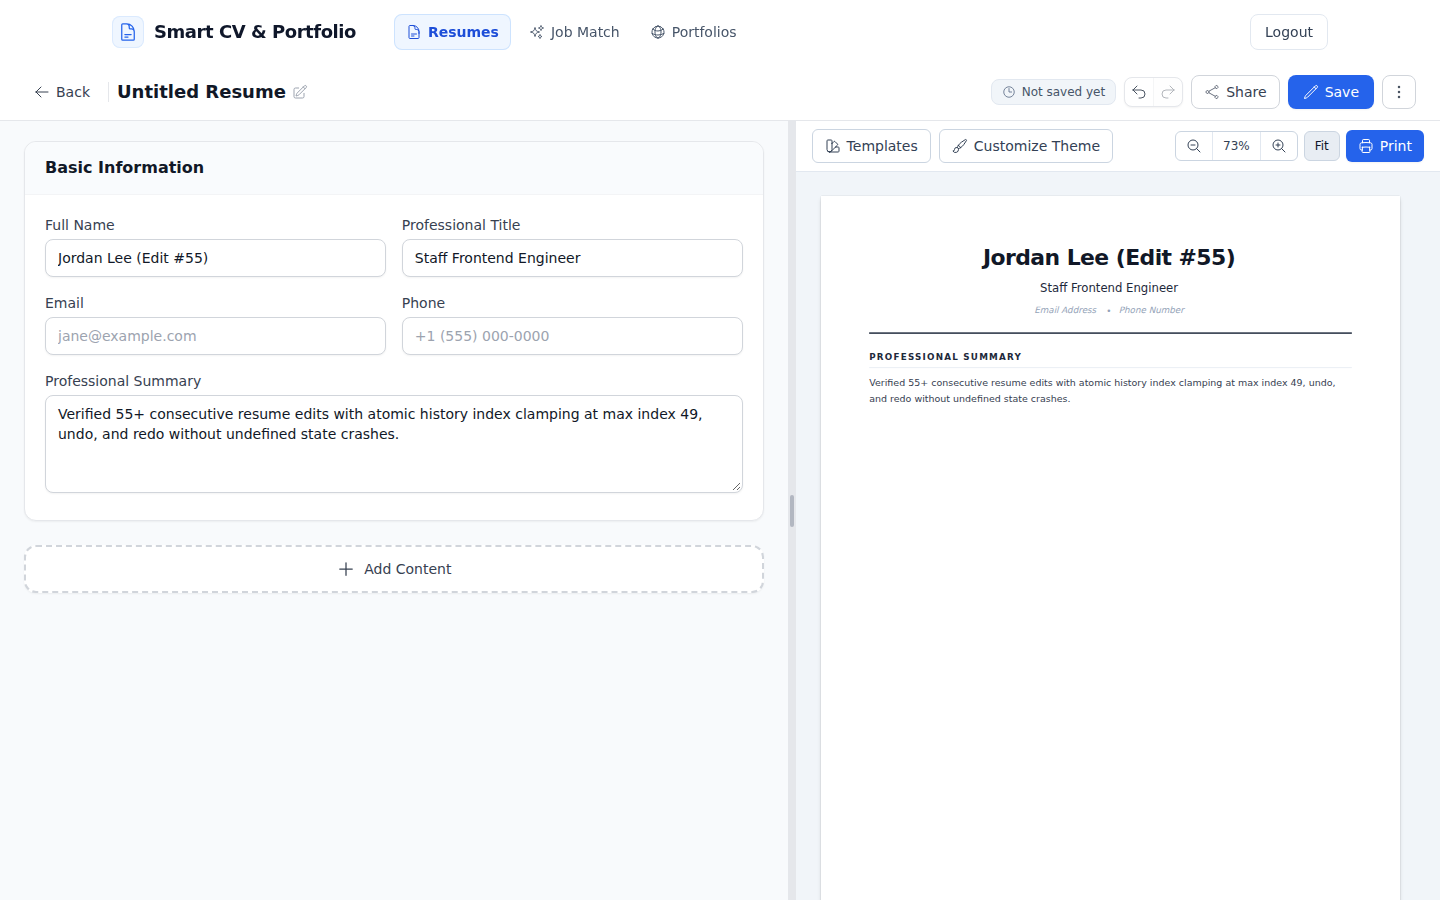 Smart CV & Portfolio
Resumes
Job Match
Portfolios
Logout
Back
Untitled Resume
Not saved yet
Share
Save
Basic Information
Full Name
Professional Title
Jordan Lee (Edit #55)
Staff Frontend Engineer
Email
Phone
jane@example.com
+1 (555) 000-0000
Professional Summary
Verified 55+ consecutive resume edits with atomic history index clamping at max index 49,
undo, and redo without undefined state crashes.
Add Content
Templates
Customize Theme
73%
Fit
Print
Jordan Lee (Edit #55)
Staff Frontend Engineer
Email Address • Phone Number
PROFESSIONAL SUMMARY
Verified 55+ consecutive resume edits with atomic history index clamping at max index 49, undo,
and redo without undefined state crashes.